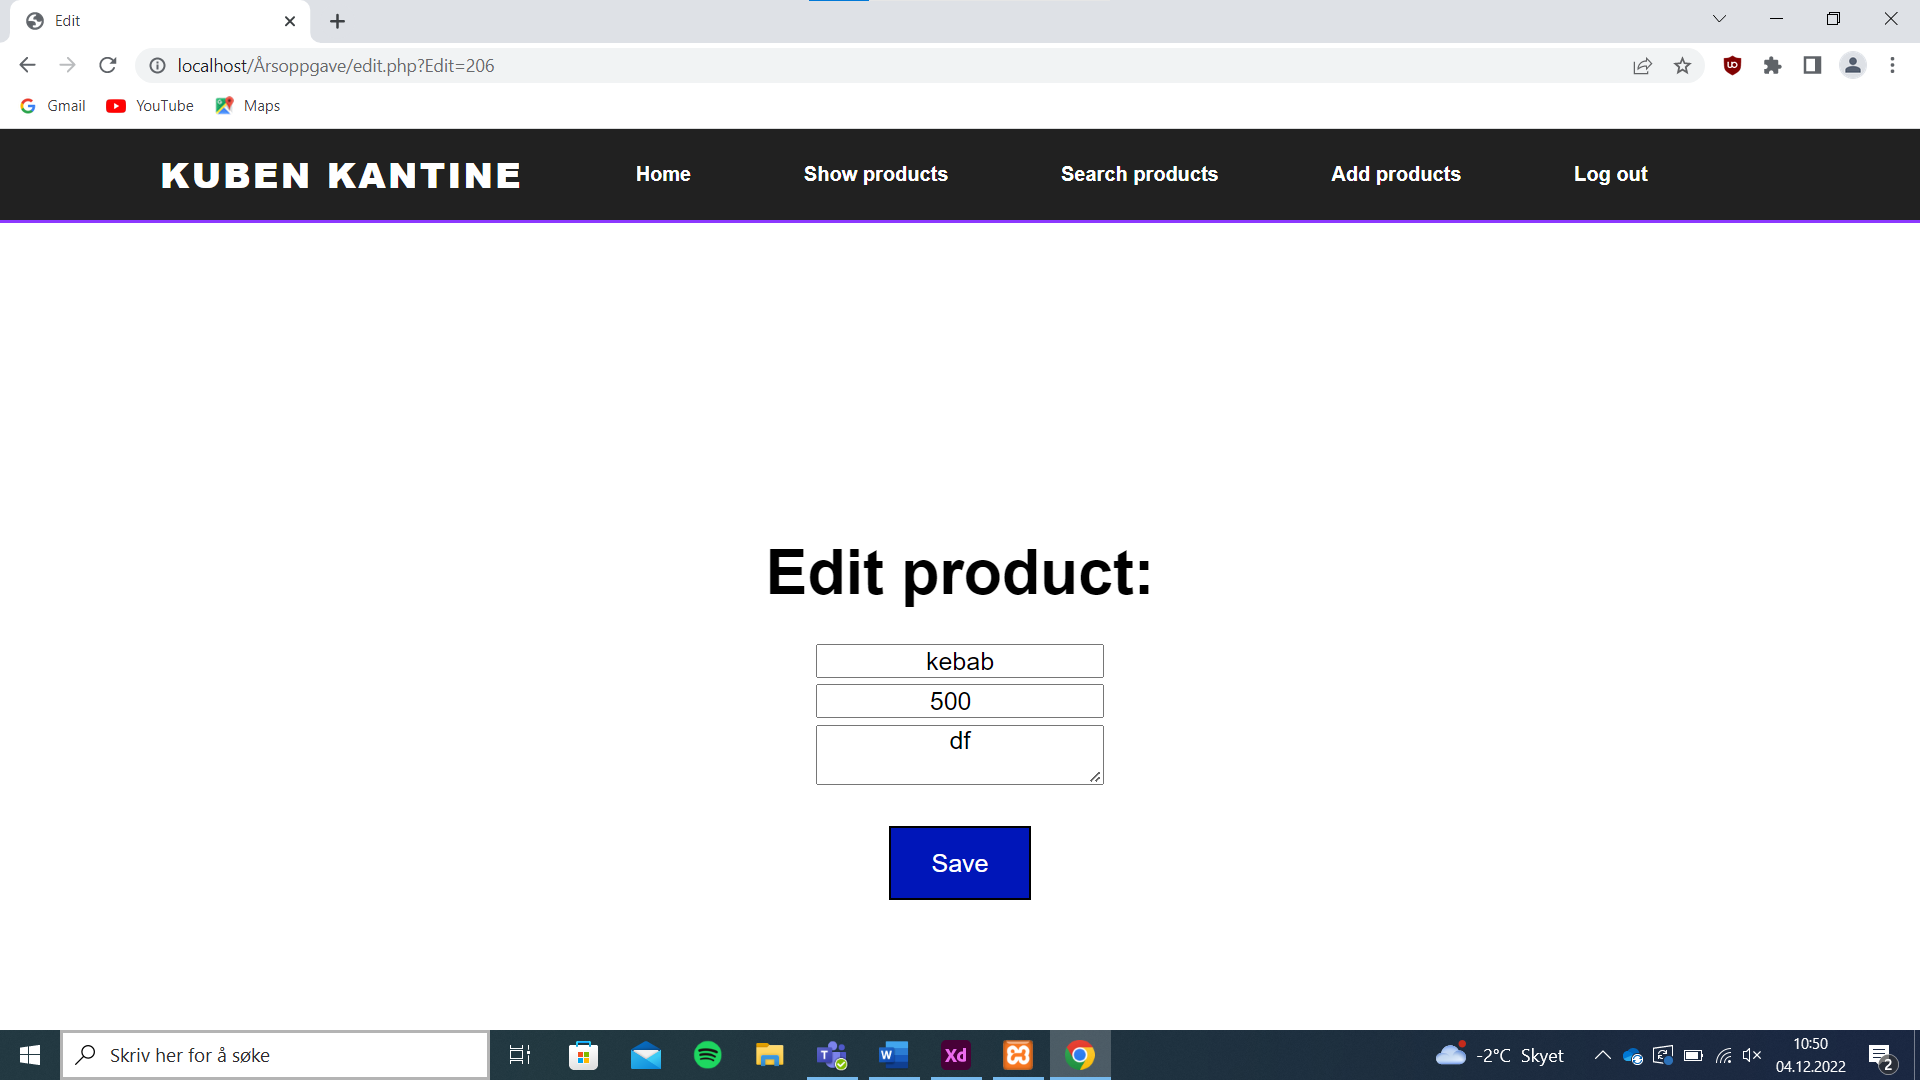 Edit
localhost/Årsoppgave/edit.php?Edit=206
Gmail YouTube Maps
KUBEN KANTINE Home Show products Search products Add products Log out
Edit product:
kebab
500
df
Save
Skriv her for å søke
-2°C Skyet
10:50
04.12.2022
2